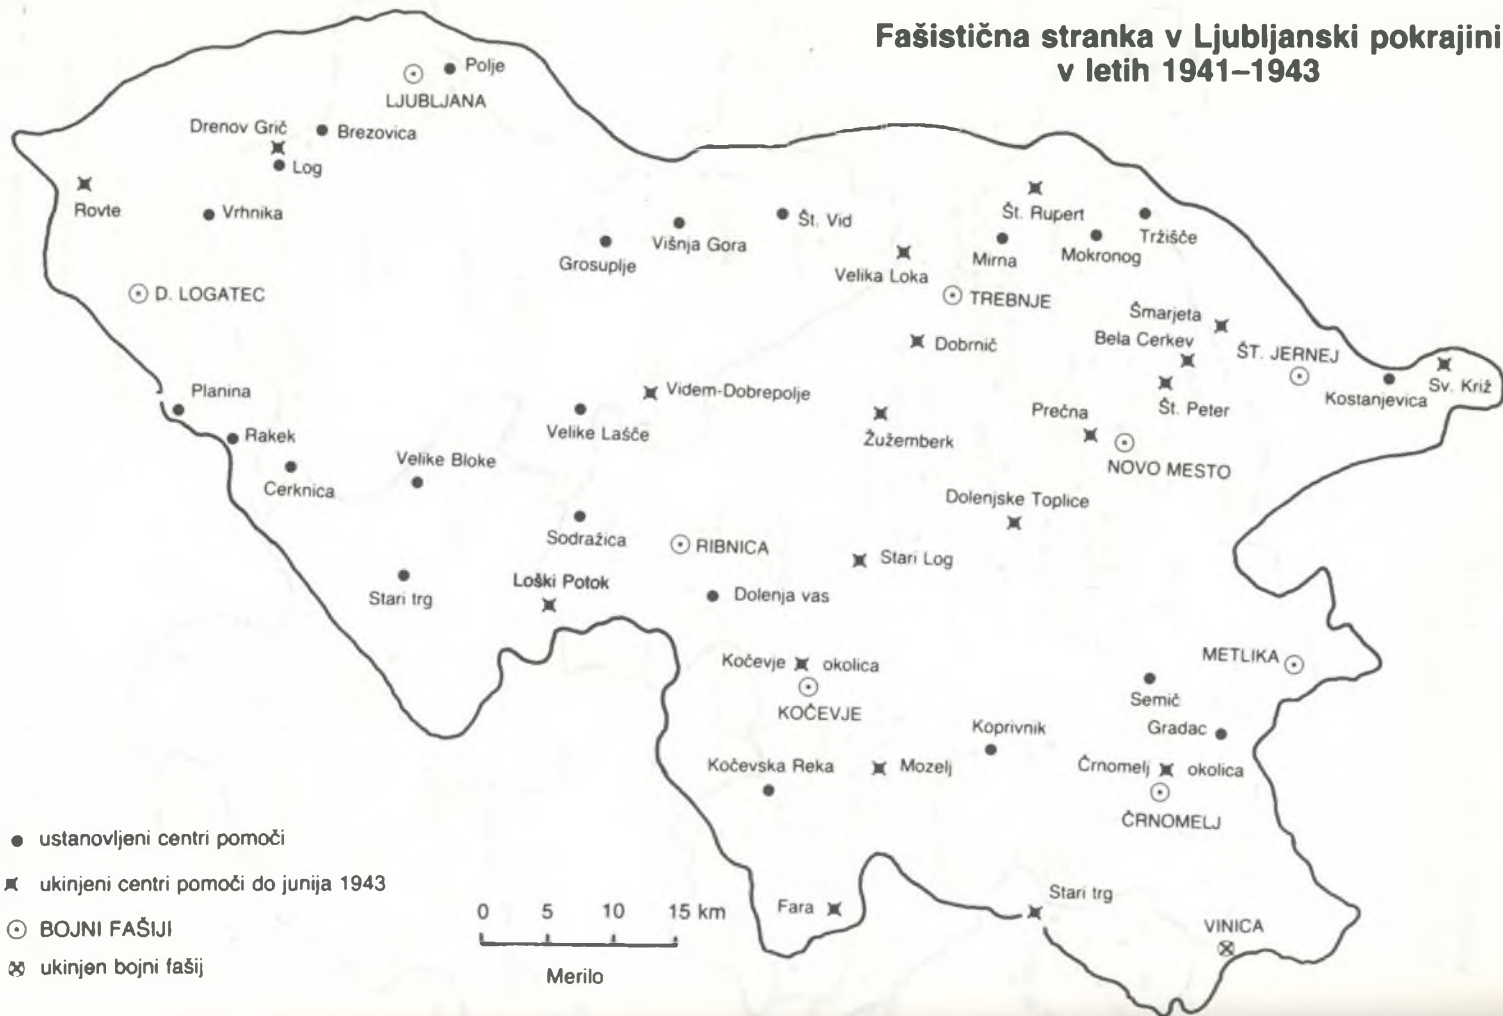 Fašistična stranka v Ljubljanski pokrajini
v letih 1941–1943
Polje
LJUBLJANA
Drenov Grič
Brezovica
Log
Rovte
Vrhnika
Št. Vid
Višnja Gora
Grosuplje
Št. Rupert
Tržišče
Mirna
Mokronog
Velika Loka
D. LOGATEC
TREBNJE
Šmarjeta
Bela Cerkev
Dobrnič
ŠT. JERNEJ
Sv. Križ
Kostanjevica
Planina
Videm-Dobrepolje
Velike Lašče
Št. Peter
Prečna
Žužemberk
Rakek
Velike Bloke
Cerknica
NOVO MESTO
Dolenjske Toplice
Sodražica
RIBNICA
Stari Log
Loški Potok
Stari trg
Dolenja vas
Kočevje okolica
KOČEVJE
METLIKA
Semič
Gradac
Koprivnik
Kočevska Reka
Mozelj
Črnomelj okolica
ČRNOMELJ
Stari trg
Fara
VINICA
ustanovljeni centri pomoči
ukinjeni centri pomoči do junija 1943
BOJNI FAŠIJI
ukinjen bojni fašij
0 5 10 15 km
Merilo